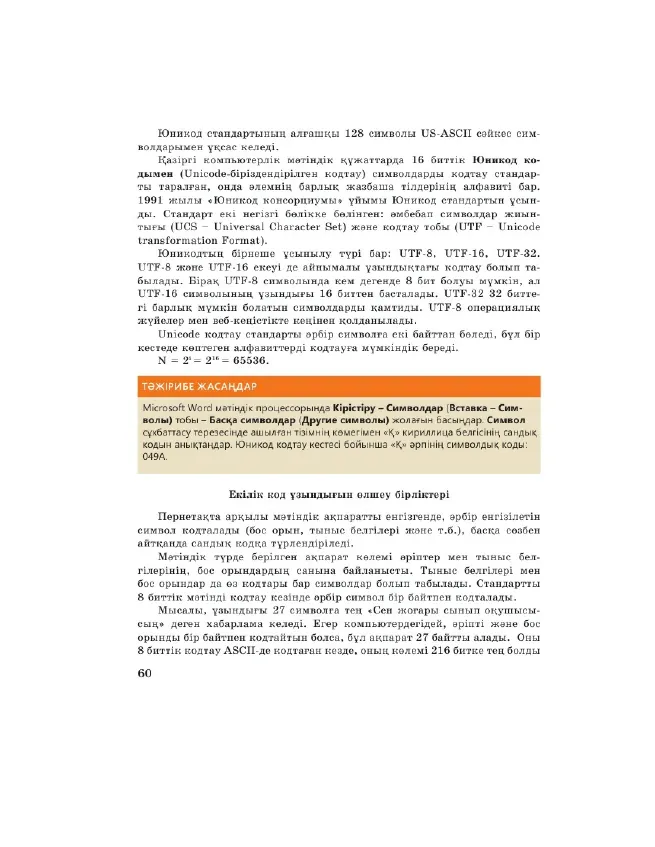 Юникод стандартының алғашқы 128 символы US-ASCII сәйкес сим-
волдарымен ұқсас келеді.
Қазіргі компьютерлік мәтіндік құжаттарда 16 биттік Юникод ко-
дымен (Unicode-біріздендірілген кодтау) символдарды кодтау стандар-
ты таралған, онда әлемнің барлық жазбаша тілдерінің алфавиті бар.
1991 жылы «Юникод консорциумы» ұйымы Юникод стандартын ұсын-
ды. Стандарт екі негізгі бөлікке бөлінген: әмбебап символдар жиын-
тығы (UCS – Universal Character Set) және кодтау тобы (UTF – Unicode
transformation Format).
Юникодтың бірнеше ұсынылу түрі бар: UTF-8, UTF-16, UTF-32.
UTF-8 және UTF-16 екеуі де айнымалы ұзындықтағы кодтау болып та-
былады. Бірақ UTF-8 символында кем дегенде 8 бит болуы мүмкін, ал
UTF-16 символының ұзындығы 16 биттен басталады. UTF-32 32 битте-
гі барлық мүмкін болатын символдарды қамтиды. UTF-8 операциялық
жүйелер мен веб-кеңістікте кеңінен қолданылады.
Unicode кодтау стандарты әрбір символға екі байттан бөледі, бұл бір
кестеде көптеген алфавиттерді кодтауға мүмкіндік береді.
N = 2ⁱ = 2¹⁶ = 65536.
ТӘЖІРИБЕ ЖАСАҢДАР
Microsoft Word мәтіндік процессорында Кірістіру – Символдар (Вставка – Сим-
волы) тобы – Басқа символдар (Другие символы) жолағын басыңдар. Символ
сұхбаттасу терезесінде ашылған тізімнің көмегімен «Қ» кириллица белгісінің сандық
кодын анықтаңдар. Юникод кодтау кестесі бойынша «Қ» әрпінің символдық коды:
049A.
Екілік код ұзындығын өлшеу бірліктері
Пернетақта арқылы мәтіндік ақпаратты енгізгенде, әрбір енгізілетін
символ кодталады (бос орын, тыныс белгілері және т.б.), басқа сөзбен
айтқанда сандық кодқа түрлендіріледі.
Мәтіндік түрде берілген ақпарат көлемі әріптер мен тыныс бел-
гілерінің, бос орындардың санына байланысты. Тыныс белгілері мен
бос орындар да өз кодтары бар символдар болып табылады. Стандартты
8 биттік мәтінді кодтау кезінде әрбір символ бір байтпен кодталады.
Мысалы, ұзындығы 27 символға тең «Сен жоғары сынып оқушысы-
сың» деген хабарлама келеді. Егер компьютердегідей, әріпті және бос
орынды бір байтпен кодтайтын болса, бұл ақпарат 27 байтты алады. Оны
8 биттік кодтау ASCII-де кодтаған кезде, оның көлемі 216 битке тең болды
60